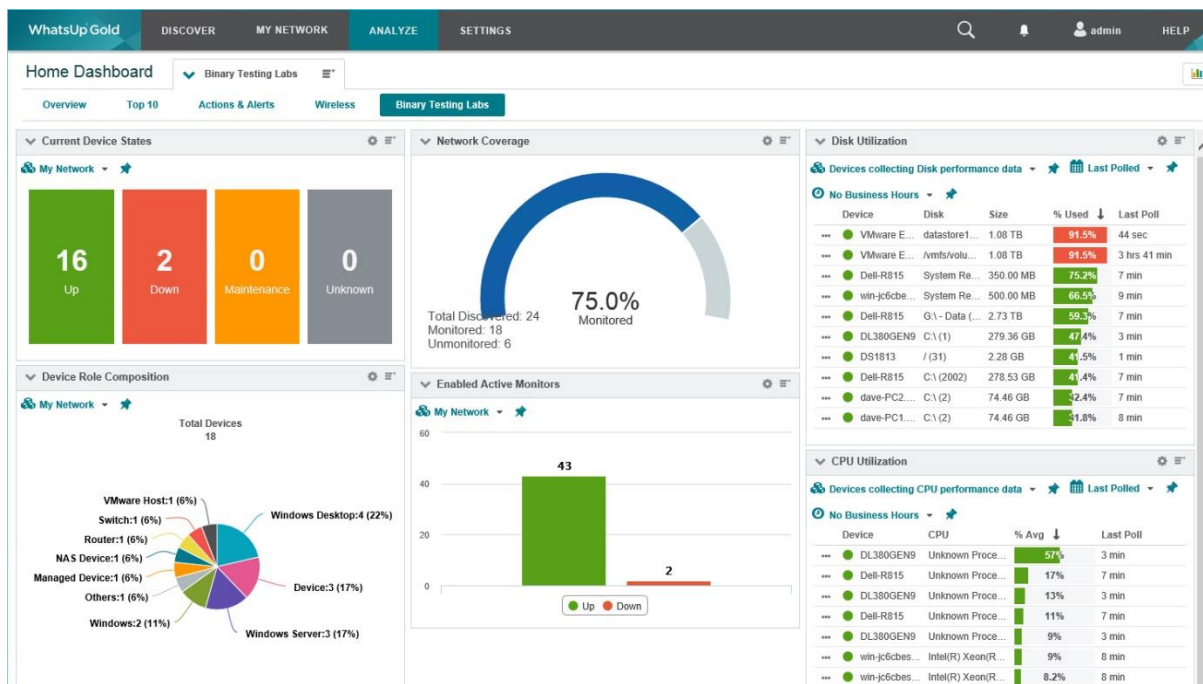 WhatsUp Gold DISCOVER MY NETWORK ANALYZE SETTINGS admin HELP
Home Dashboard Binary Testing Labs
Overview Top 10 Actions & Alerts Wireless Binary Testing Labs
Current Device States
My Network
16
Up
2
Down
0
Maintenance
0
Unknown
Device Role Composition
My Network
Total Devices
18
VMware Host:1 (6%)
Switch:1 (6%)
Router:1 (6%)
NAS Device:1 (6%)
Managed Device:1 (6%)
Others:1 (6%)
Windows:2 (11%)
Windows Desktop:4 (22%)
Device:3 (17%)
Windows Server:3 (17%)
Network Coverage
75.0%
Monitored
Total Discovered: 24
Monitored: 18
Unmonitored: 6
Enabled Active Monitors
My Network
60
40
20
0
43
2
Up Down
Disk Utilization
Devices collecting Disk performance data Last Polled
No Business Hours
Device Disk Size % Used Last Poll
VMware E... datastore1... 1.08 TB 91.5% 44 sec
VMware E... /vmfs/volu... 1.08 TB 91.5% 3 hrs 41 min
Dell-R815 System Re... 350.00 MB 75.2% 7 min
win-jc6cbe... System Re... 500.00 MB 66.5% 9 min
Dell-R815 G:\ - Data (... 2.73 TB 59.3% 7 min
DL380GEN9 C:\ (1) 279.36 GB 47.4% 3 min
DS1813 / (31) 2.28 GB 41.5% 1 min
Dell-R815 C:\ (2002) 278.53 GB 41.4% 7 min
dave-PC2.... C:\ (2) 74.46 GB 7 min
dave-PC1.... C:\ (2) 74.46 GB 8 min
CPU Utilization
Devices collecting CPU performance data Last Polled
No Business Hours
Device CPU % Avg Last Poll
DL380GEN9 Unknown Proce... 57% 3 min
Dell-R815 Unknown Proce... 17% 7 min
DL380GEN9 Unknown Proce... 13% 3 min
Dell-R815 Unknown Proce... 11% 7 min
DL380GEN9 Unknown Proce... 9% 3 min
win-jc6cbes... Intel(R) Xeon(R... 9% 8 min
win-jc6cbes... Intel(R) Xeon(R... 8.2% 8 min